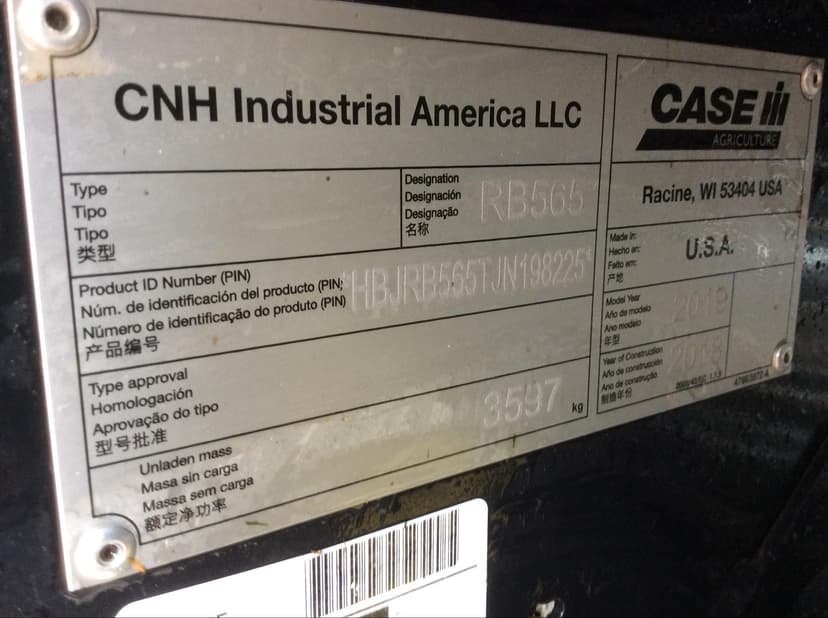 CNH Industrial America LLC
CASE IH
AGRICULTURE
Racine, WI 53404 USA
Type
Tipo
Tipo
类型
Designation
Designación
Designação
名称
RB565
Made in:
Hecho en:
Feito em:
产地
U.S.A.
Product ID Number (PIN)
Núm. de identificación del producto (PIN)
Número de identificação do produto (PIN)
产品编号
*HBJRB565TJN198225*
Model Year
Año de modelo
Ano modelo
年型
2019
Year of Construction
Año de construcción
Ano de construção
制造年份
2018
47867872 A
Type approval
Homologación
Aprovação do tipo
型号批准
Unladen mass
Masa sin carga
Massa sem carga
额定净功率
3597 kg